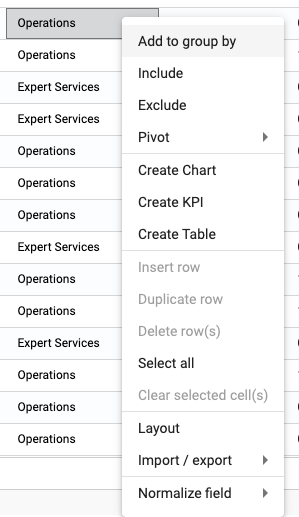 Operations
Add to group by
Operations
Include
Expert Services
Exclude
Expert Services
Pivot
Operations
Create Chart
Operations
Create KPI
Operations
Create Table
Expert Services
Insert row
Operations
Duplicate row
Operations
Delete row(s)
Expert Services
Select all
Operations
Clear selected cell(s)
Operations
Layout
Operations
Import / export
Normalize field